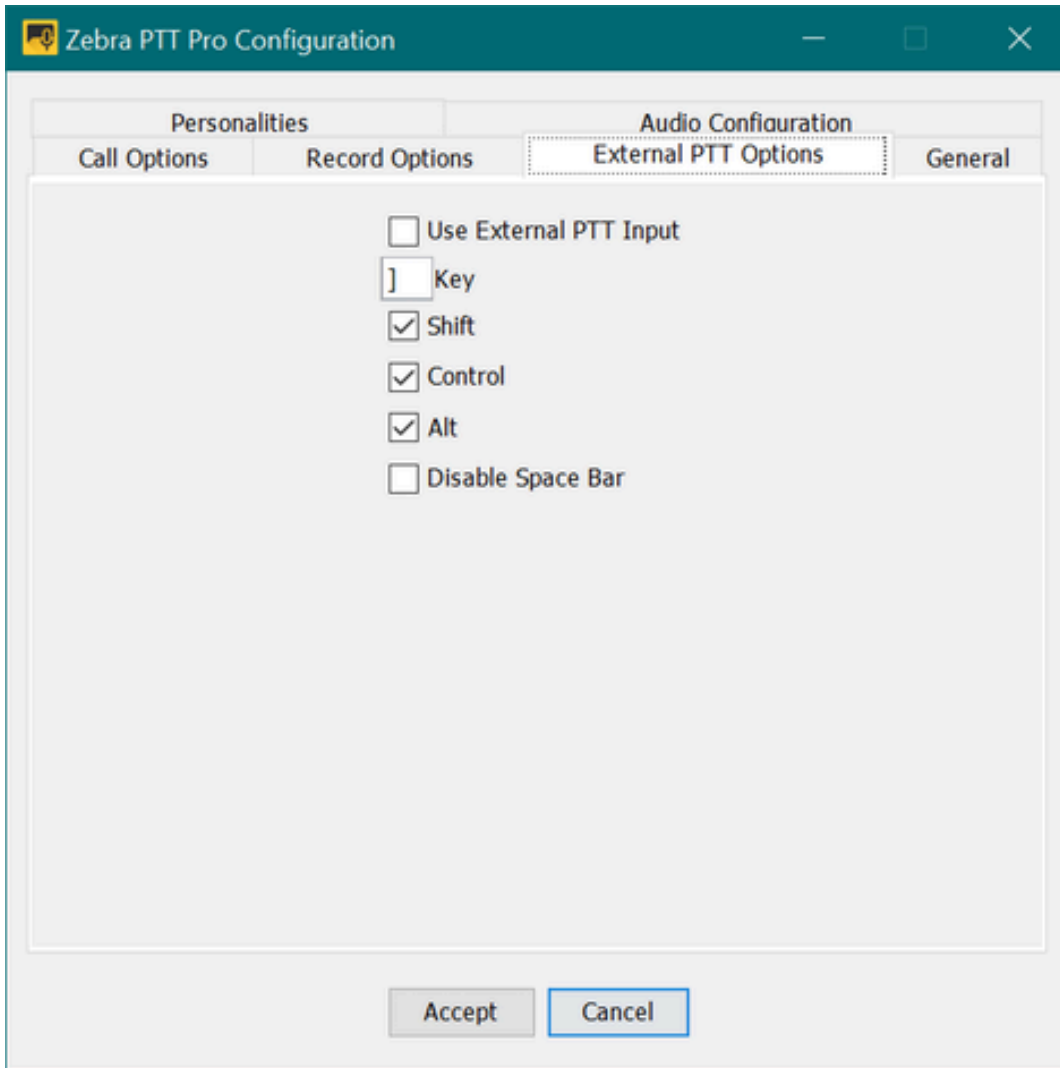 Zebra PTT Pro Configuration
Personalities Audio Configuration
Call Options Record Options External PTT Options General
Use External PTT Input
] Key
Shift
Control
Alt
Disable Space Bar
Accept Cancel